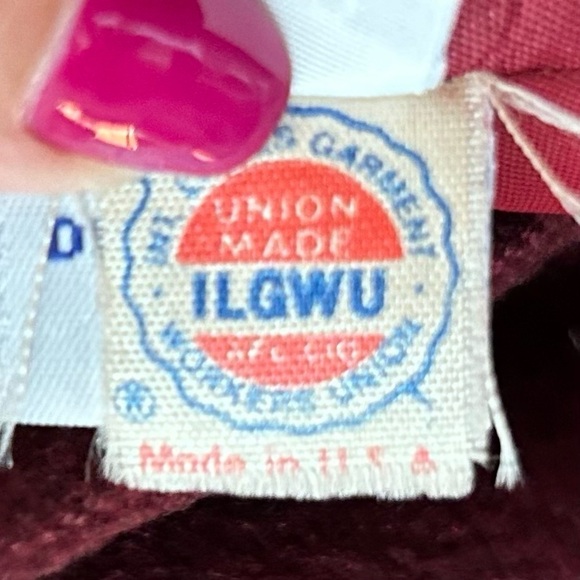 GARMENT
UNION
MADE
ILGWU
AFL CIO
WORKERS UNION
®
Made in U.S.A.
D